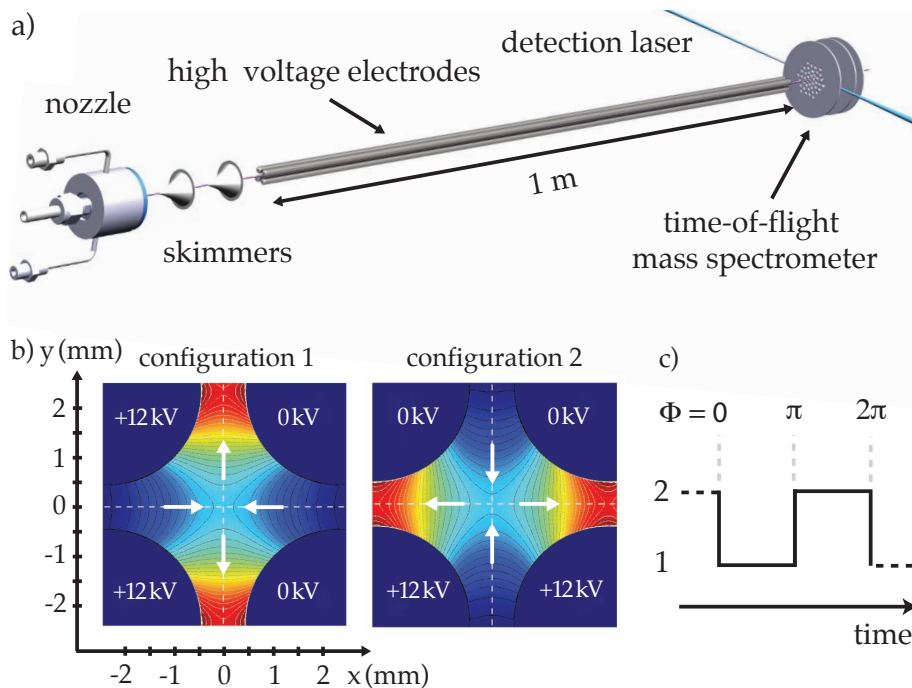 a)
detection laser
high voltage electrodes
nozzle
1 m
skimmers
time-of-flight
mass spectrometer
b) y (mm)
configuration 1
configuration 2
c)
2
1
0
-1
-2
+12 kV
0 kV
+12 kV
0 kV
0 kV
0 kV
+12 kV
+12 kV
-2 -1 0 1 2 x (mm)
Φ = 0 π 2π
2
1
time